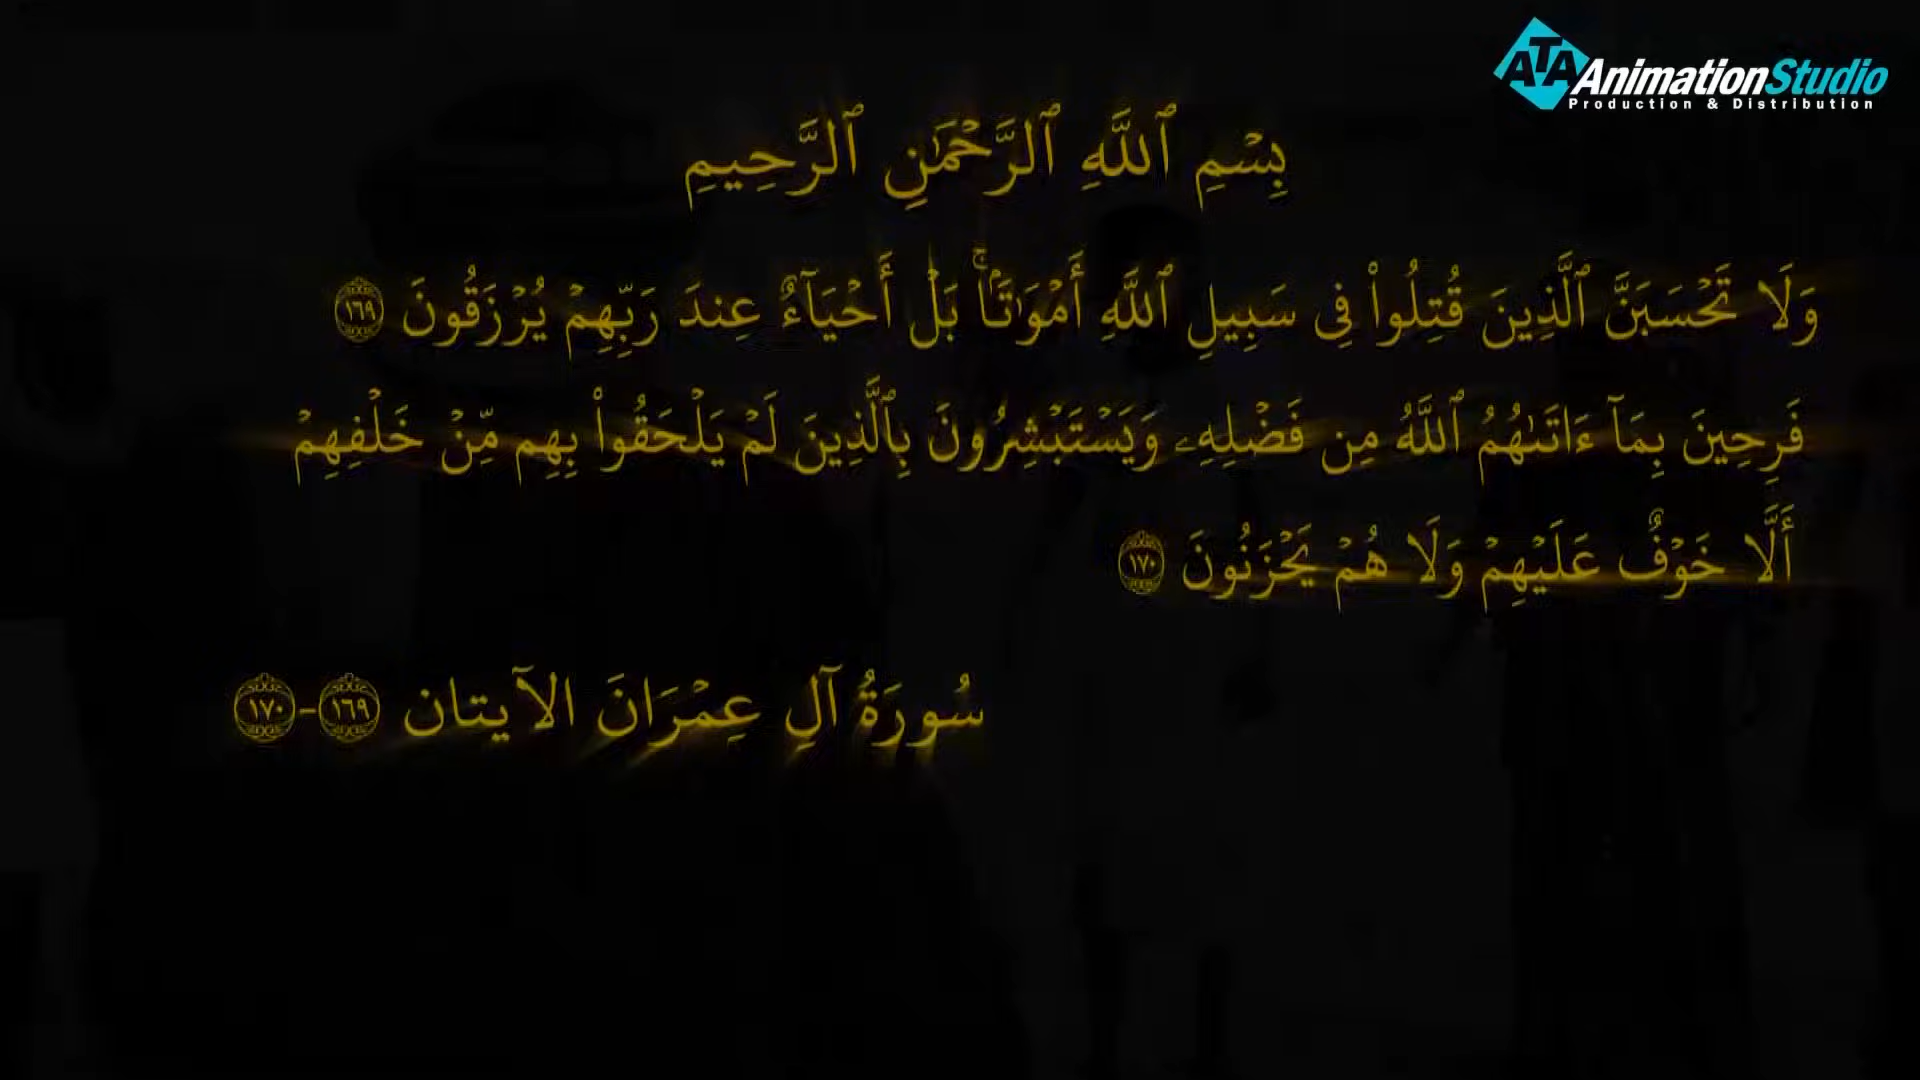 ATA AnimationStudio
Production & Distribution
بِسْمِ ٱللَّهِ ٱلرَّحْمَٰنِ ٱلرَّحِيمِ
وَلَا تَحْسَبَنَّ ٱلَّذِينَ قُتِلُوا۟ فِى سَبِيلِ ٱللَّهِ أَمْوَٰتًۢا ۚ بَلْ أَحْيَآءٌ عِندَ رَبِّهِمْ يُرْزَقُونَ ١٦٩
فَرِحِينَ بِمَآ ءَاتَىٰهُمُ ٱللَّهُ مِن فَضْلِهِۦ وَيَسْتَبْشِرُونَ بِٱلَّذِينَ لَمْ يَلْحَقُوا۟ بِهِم مِّنْ خَلْفِهِمْ
أَلَّا خَوْفٌ عَلَيْهِمْ وَلَا هُمْ يَحْزَنُونَ ١٧٠
سُورَةُ آلِ عِمْرَانَ الآيتان ١٦٩-١٧٠